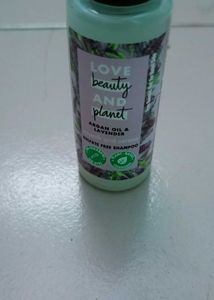 LOVE
beauty
AND
planet
ARGAN OIL &
LAVENDER
SULFATE FREE SHAMPOO